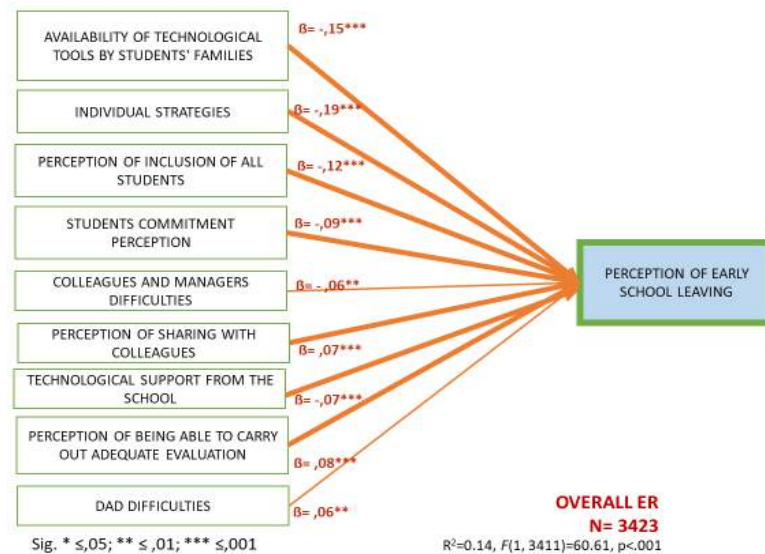 AVAILABILITY OF TECHNOLOGICAL
TOOLS BY STUDENTS' FAMILIES
ß= -,15***
INDIVIDUAL STRATEGIES
ß= -,19***
PERCEPTION OF INCLUSION OF ALL
STUDENTS
ß= -,12***
STUDENTS COMMITMENT
PERCEPTION
ß= -,09***
COLLEAGUES AND MANAGERS
DIFFICULTIES
ß= -,06**
PERCEPTION OF SHARING WITH
COLLEAGUES
ß= ,07***
TECHNOLOGICAL SUPPORT FROM THE
SCHOOL
ß= -,07***
PERCEPTION OF BEING ABLE TO CARRY
OUT ADEQUATE EVALUATION
ß= ,08***
DAD DIFFICULTIES
ß= ,06**
PERCEPTION OF EARLY
SCHOOL LEAVING
Sig. * ≤,05; ** ≤ ,01; *** ≤,001
OVERALL ER
N= 3423
R²=0.14, F(1, 3411)=60.61, p<.001